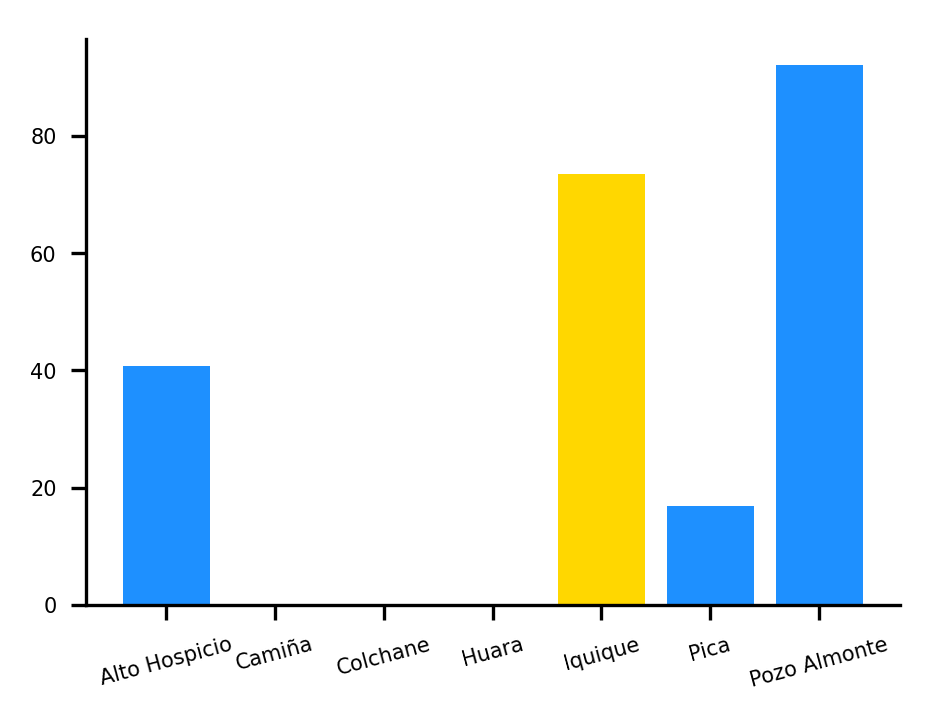 80
60
40
20
0
Alto Hospicio
Camiña
Colchane
Huara
Iquique
Pica
Pozo Almonte